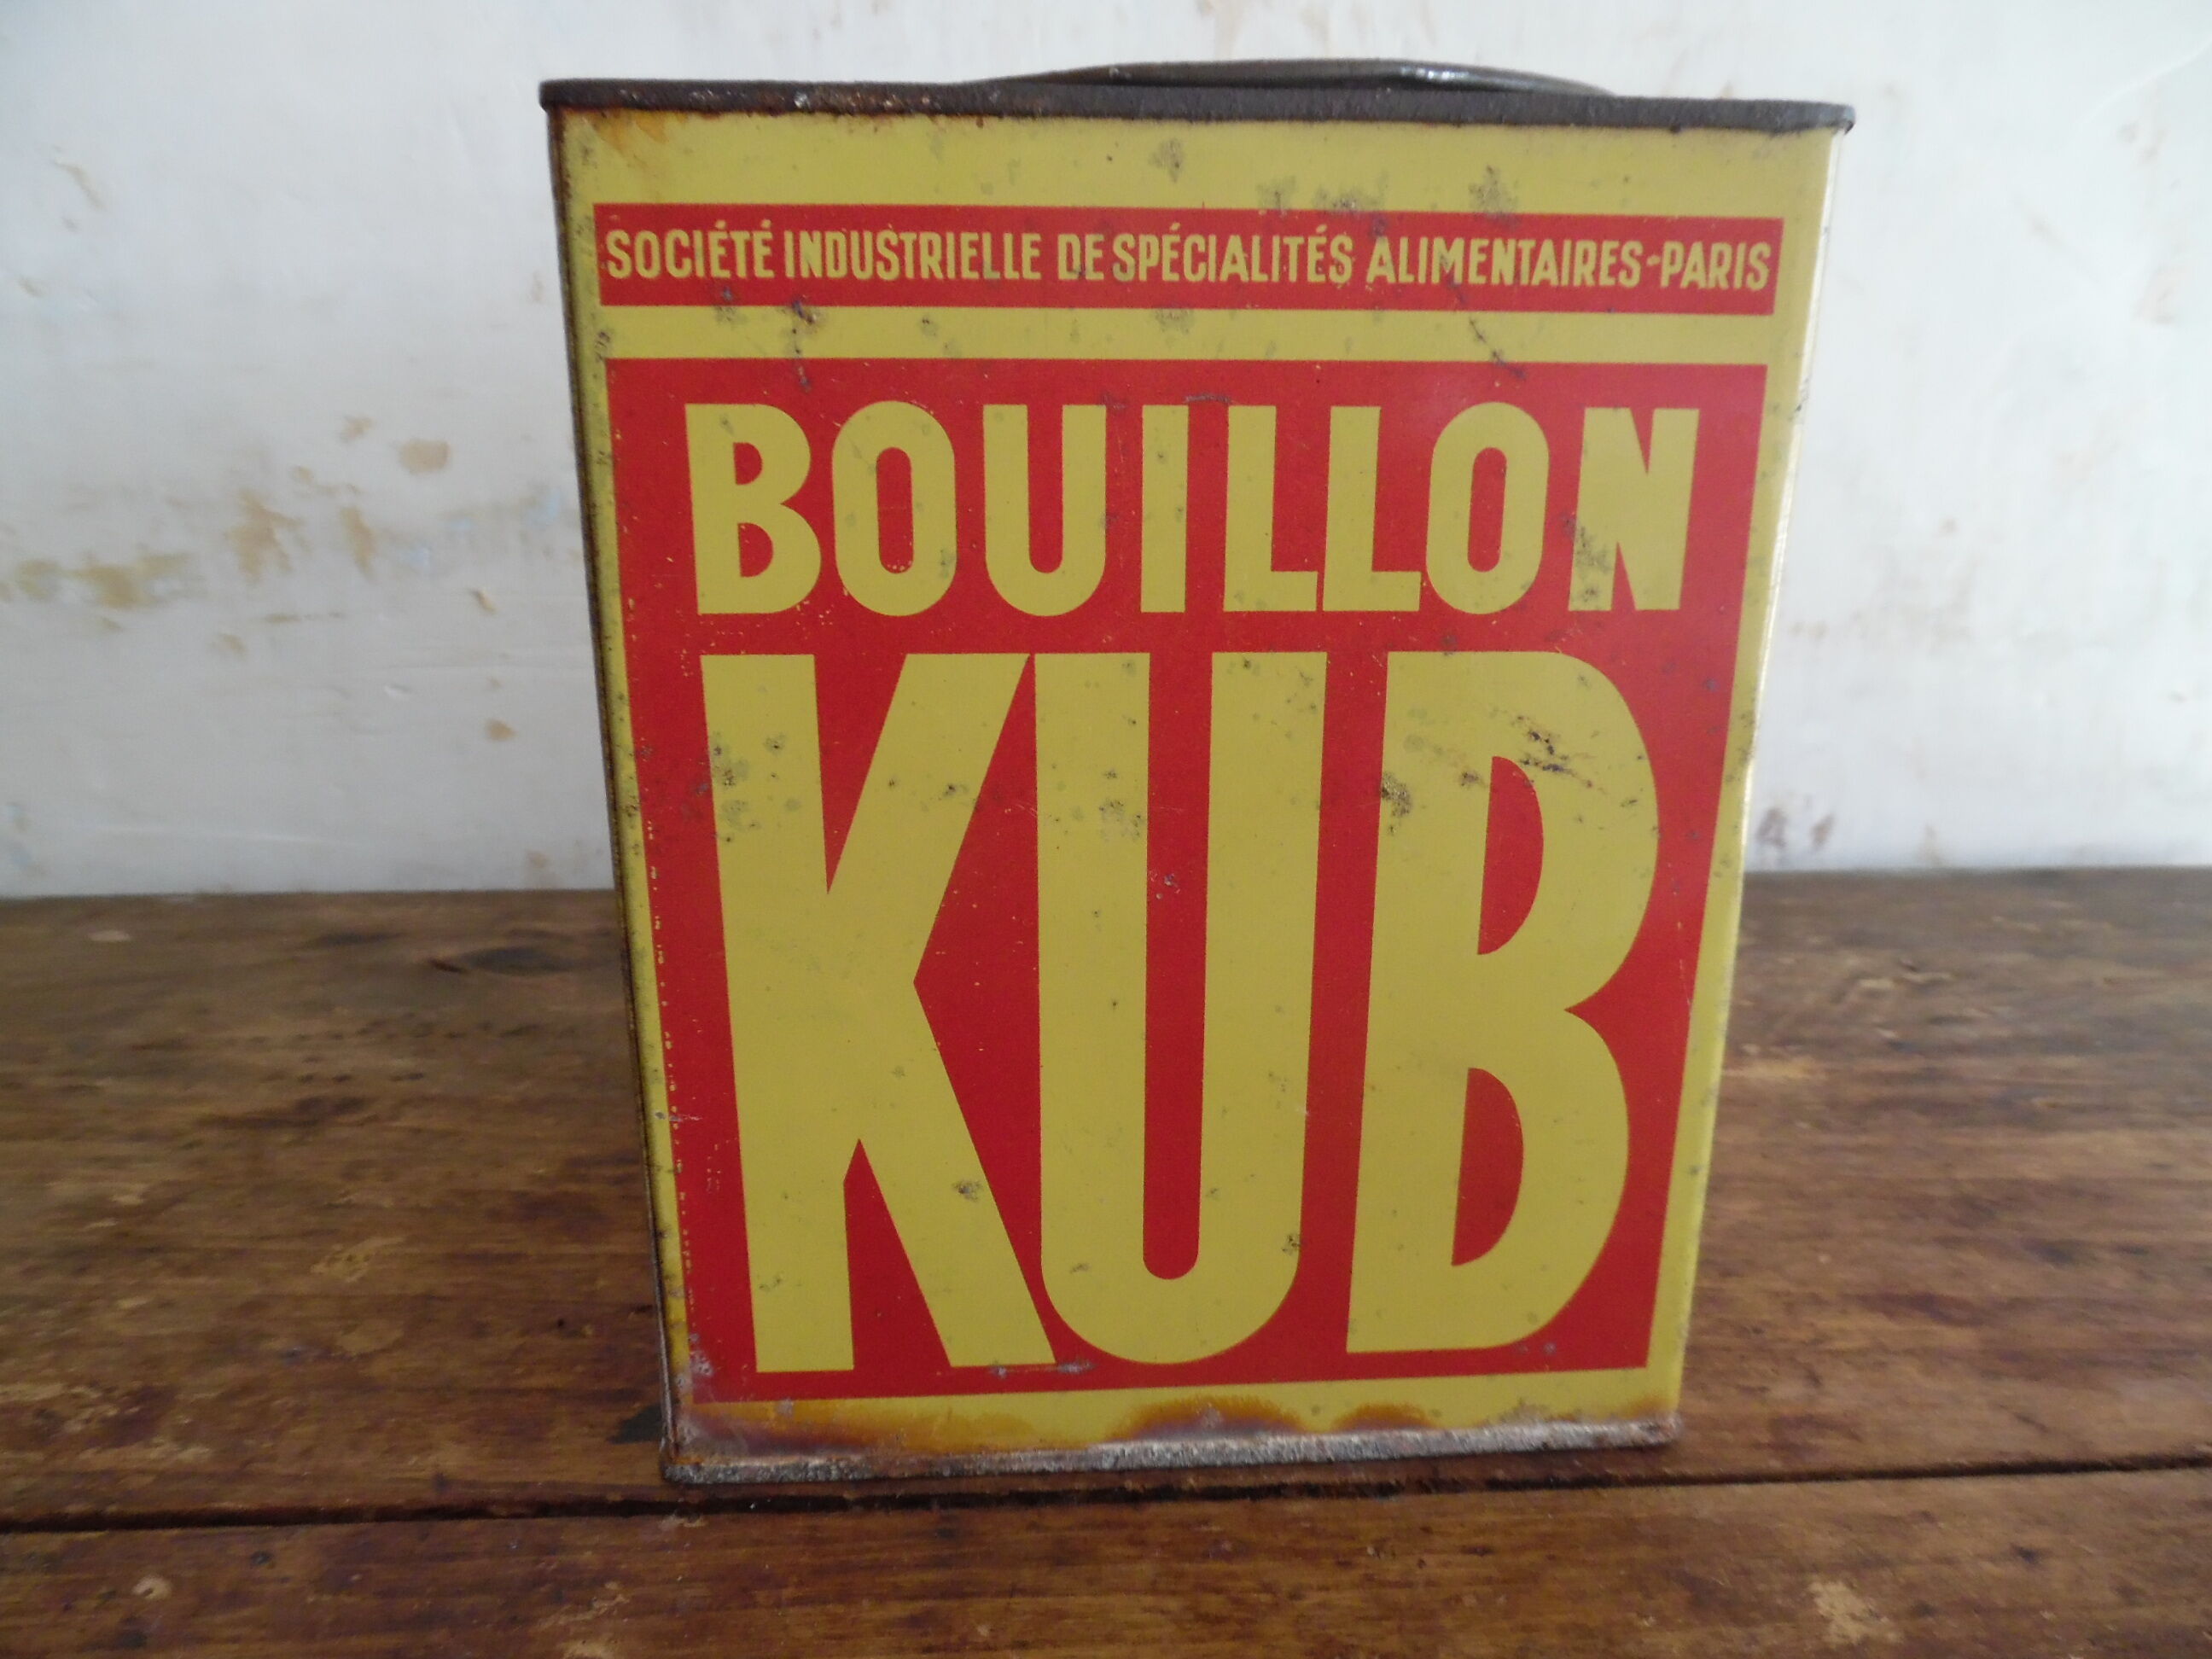 SOCIÉTÉ INDUSTRIELLE DE SPÉCIALITÉS ALIMENTAIRES-PARIS
BOUILLON
KUB